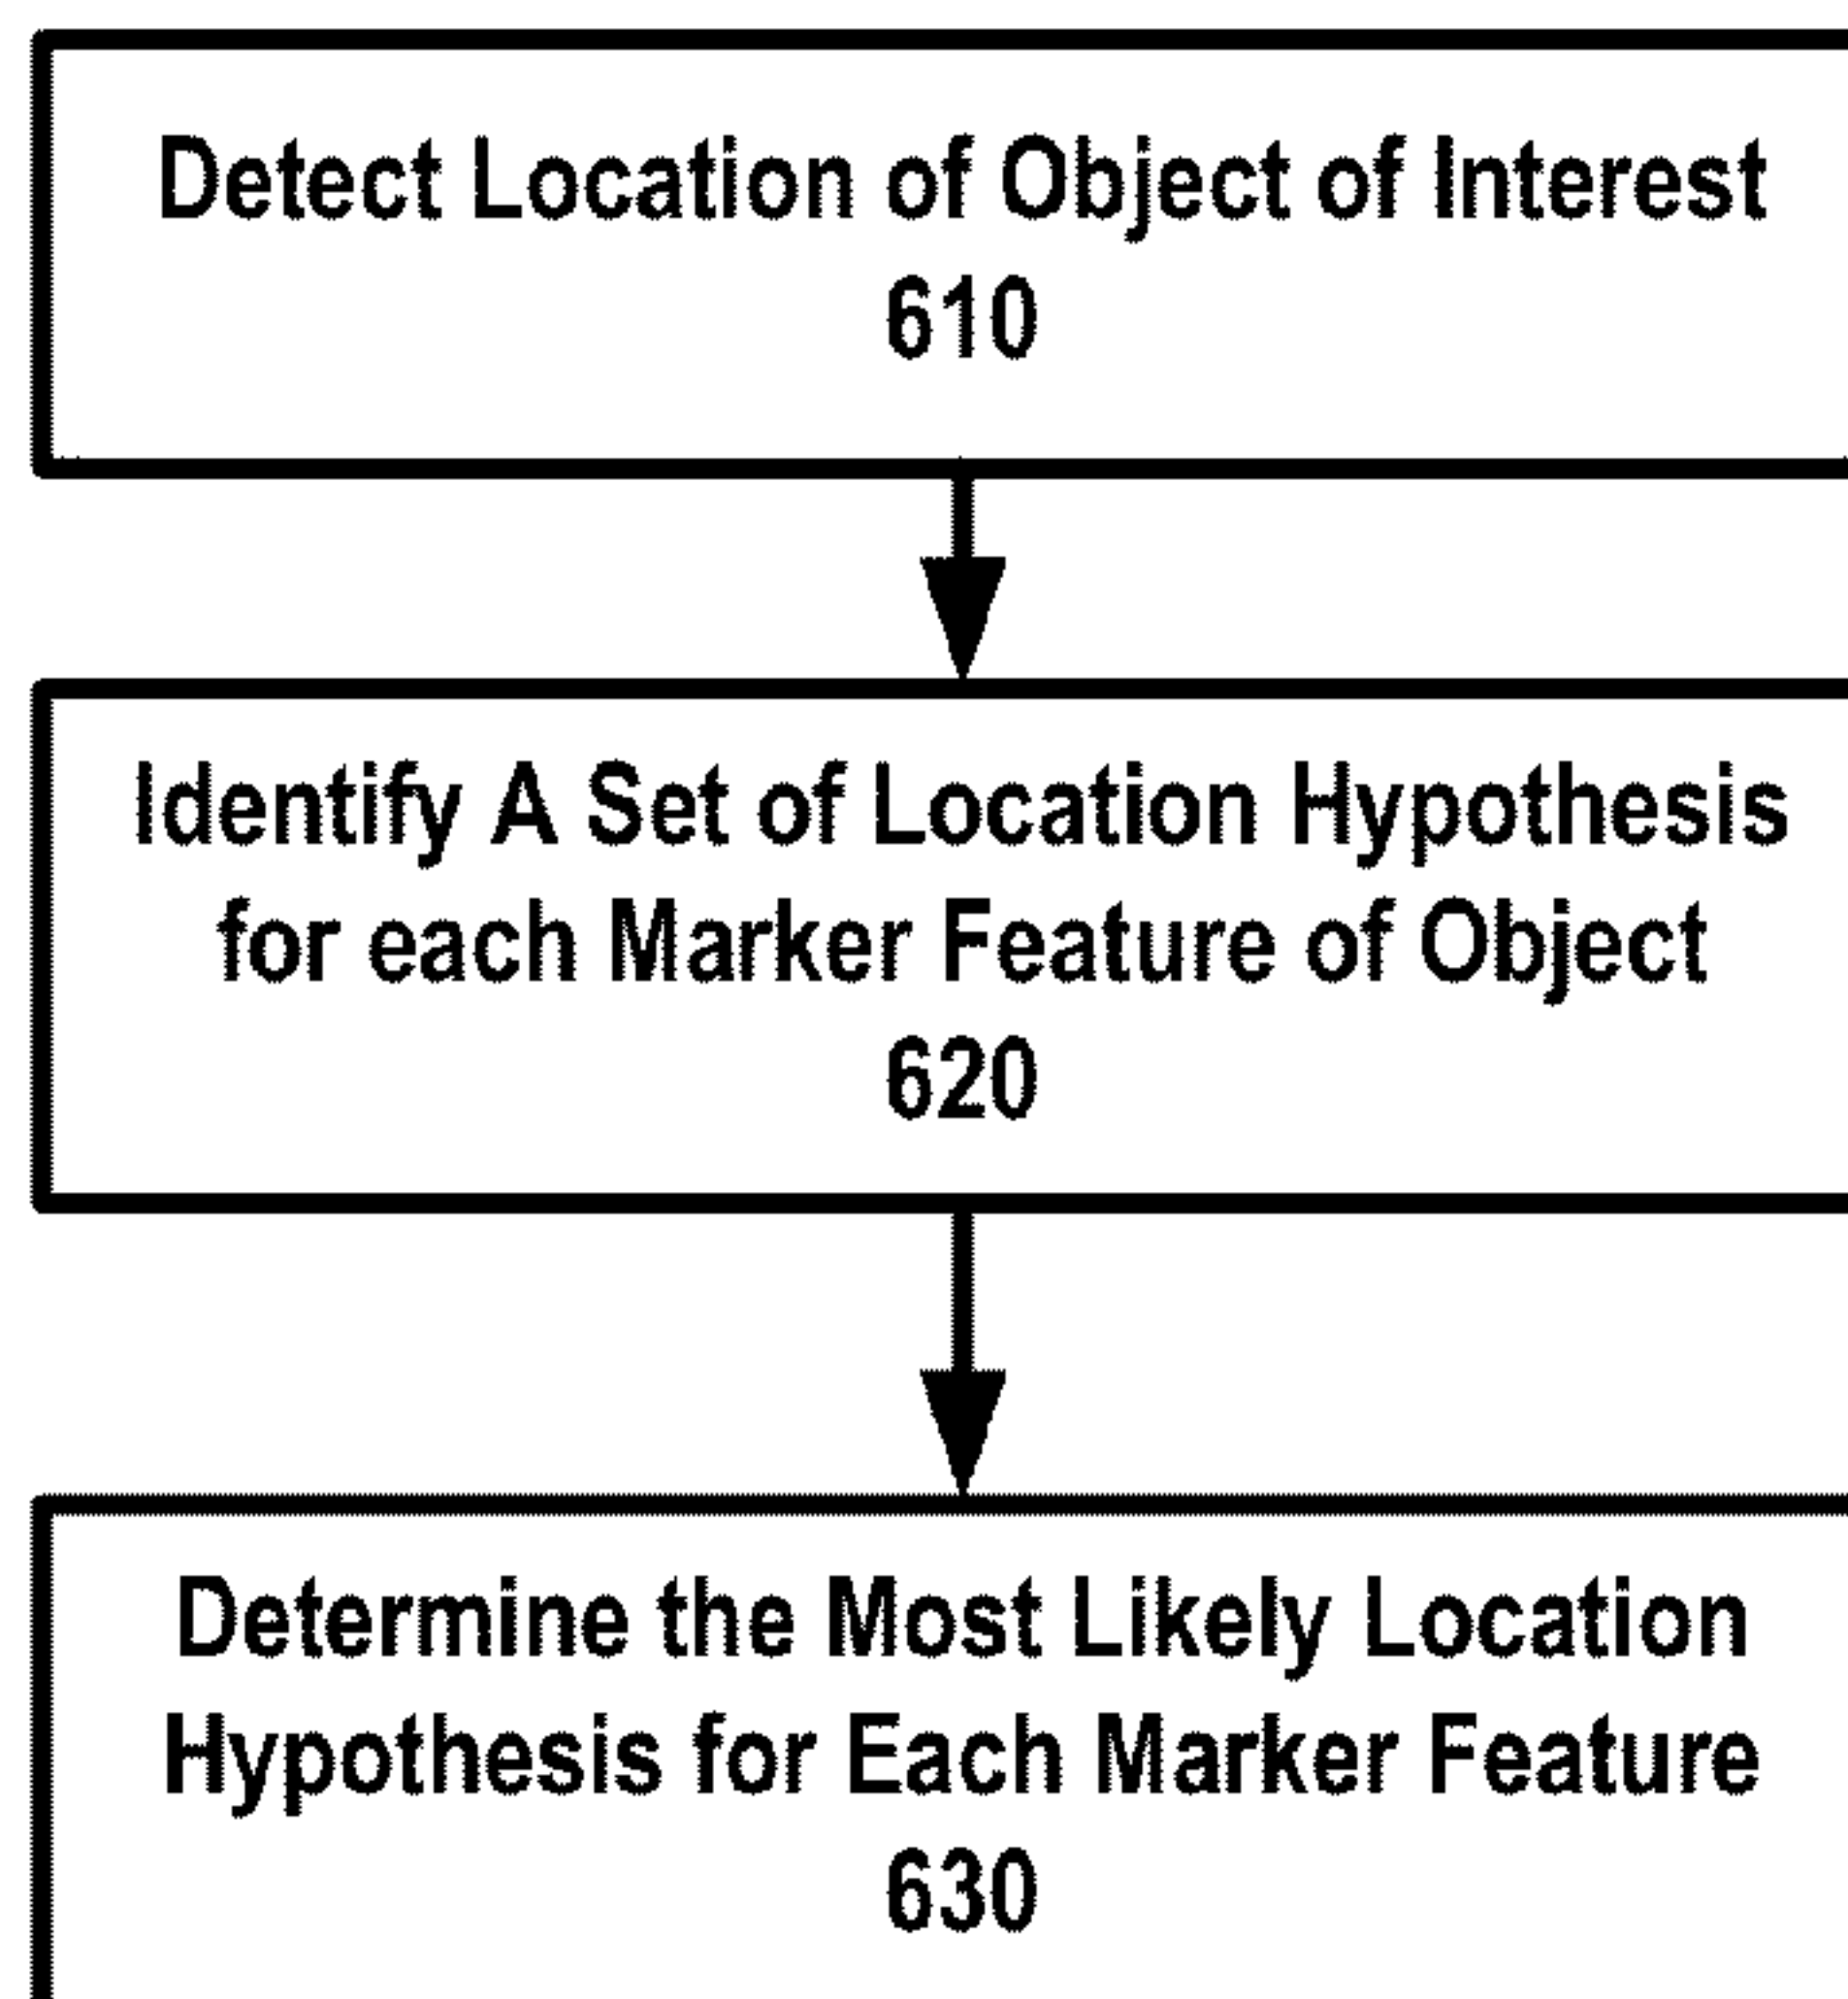 Detect Location of Object of Interest
610
Identify A Set of Location Hypothesis
for each Marker Feature of Object
620
Determine the Most Likely Location
Hypothesis for Each Marker Feature
630